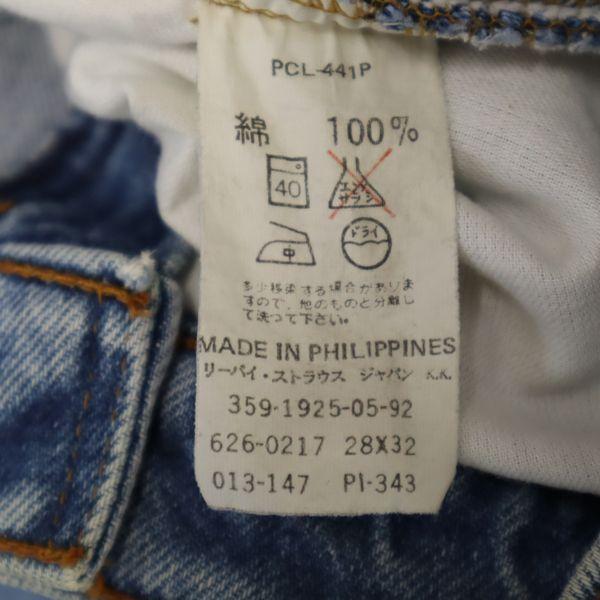 PCL-441P
綿 100%
40 エンソ サラシ
中 ドライ
多少移染する場合がありま
すので、他のものと分離し
て洗って下さい。
MADE IN PHILIPPINES
リーバイ・ストラウス ジャパン K.K.
359-1925-05-92
626-0217 28X32
013-147 PI-343